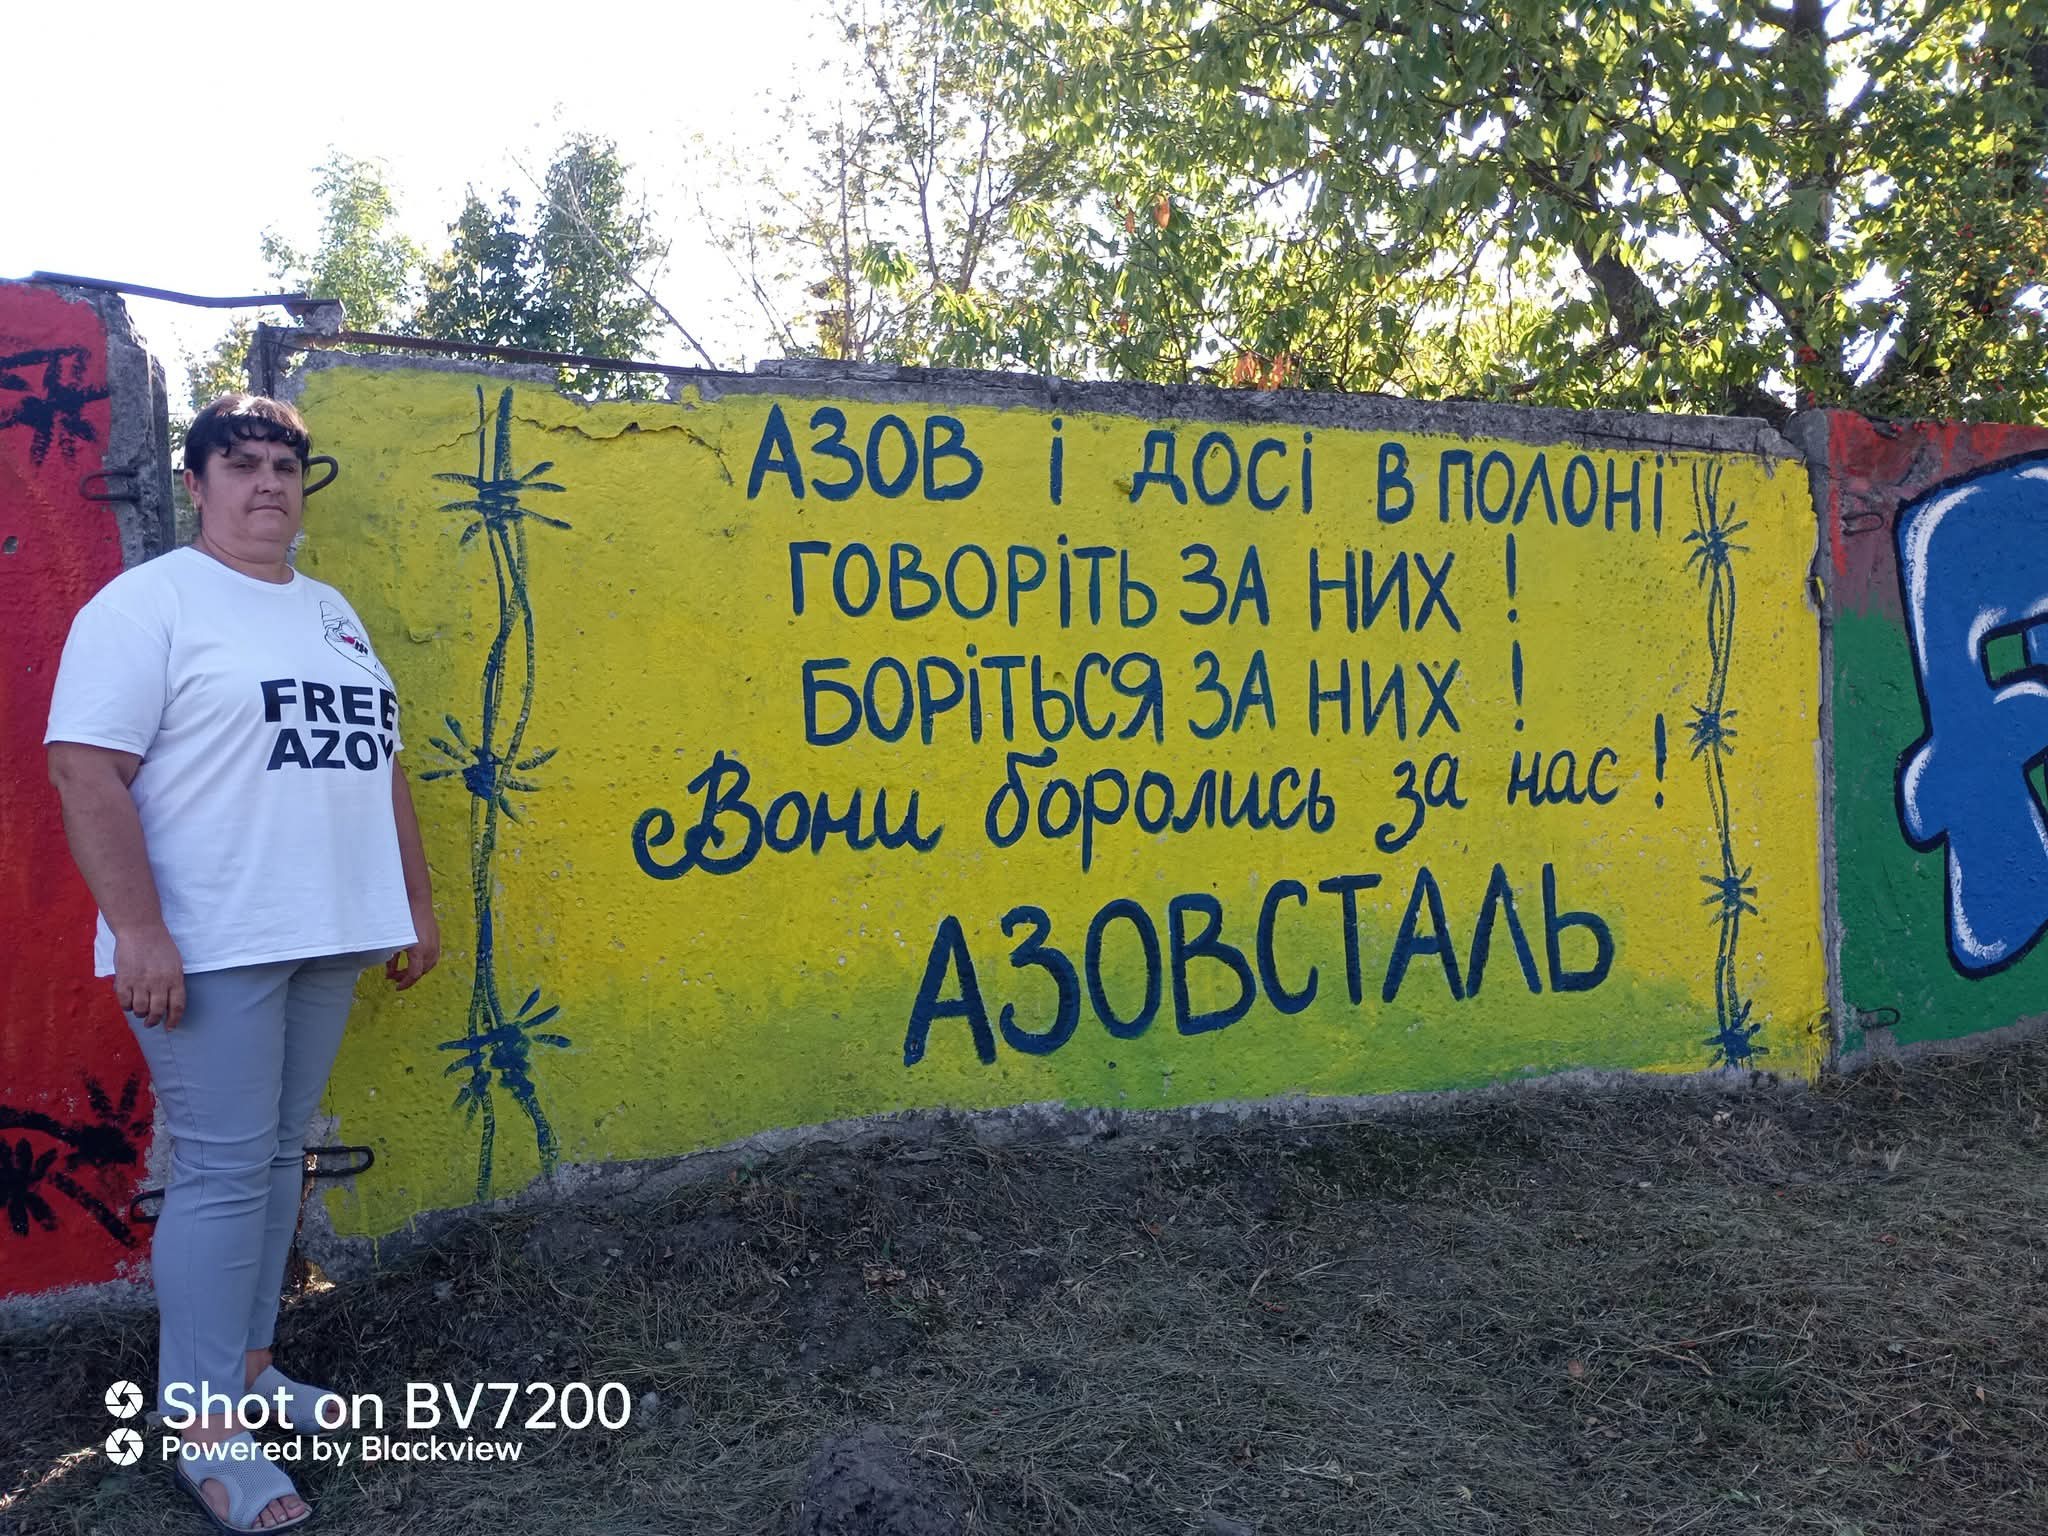 АЗОВ і ДОСІ В ПОЛОНІ
ГОВОРІТЬ ЗА НИХ !
БОРІТЬСЯ ЗА НИХ !
Вони боролись за нас !
АЗОВСТАЛЬ
FREE
AZOV
Shot on BV7200
Powered by Blackview